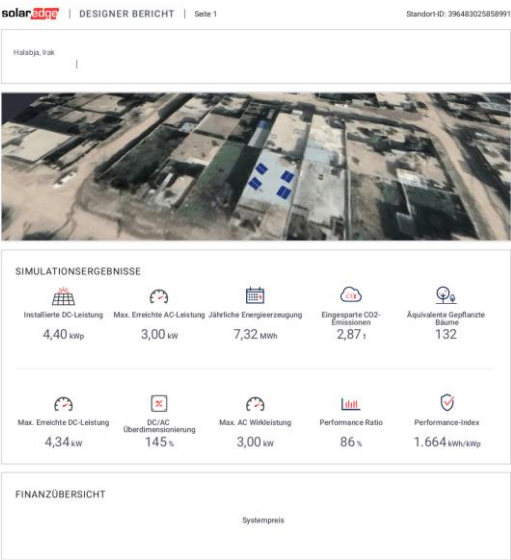 solaredge | DESIGNER BERICHT | Seite 1
Standort-ID: 396483025858991
Halabja, Irak
SIMULATIONSERGEBNISSE
Installierte DC-Leistung
4,40 kWp
Max. Erreichte AC-Leistung
3,00 kW
Jährliche Energieerzeugung
7,32 MWh
Eingesparte CO2-
Emissionen
2,87 t
Äquivalente Gepflanzte
Bäume
132
Max. Erreichte DC-Leistung
4,34 kW
DC/AC
Überdimensionierung
145 %
Max. AC Wirkleistung
3,00 kW
Performance Ratio
86 %
Performance-Index
1.664 kWh/kWp
FINANZÜBERSICHT
Systempreis